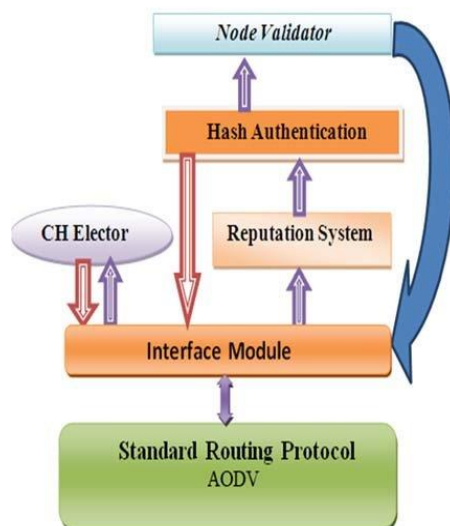 Node Validator
Hash Authentication
CH Elector
Reputation System
Interface Module
Standard Routing Protocol
AODV